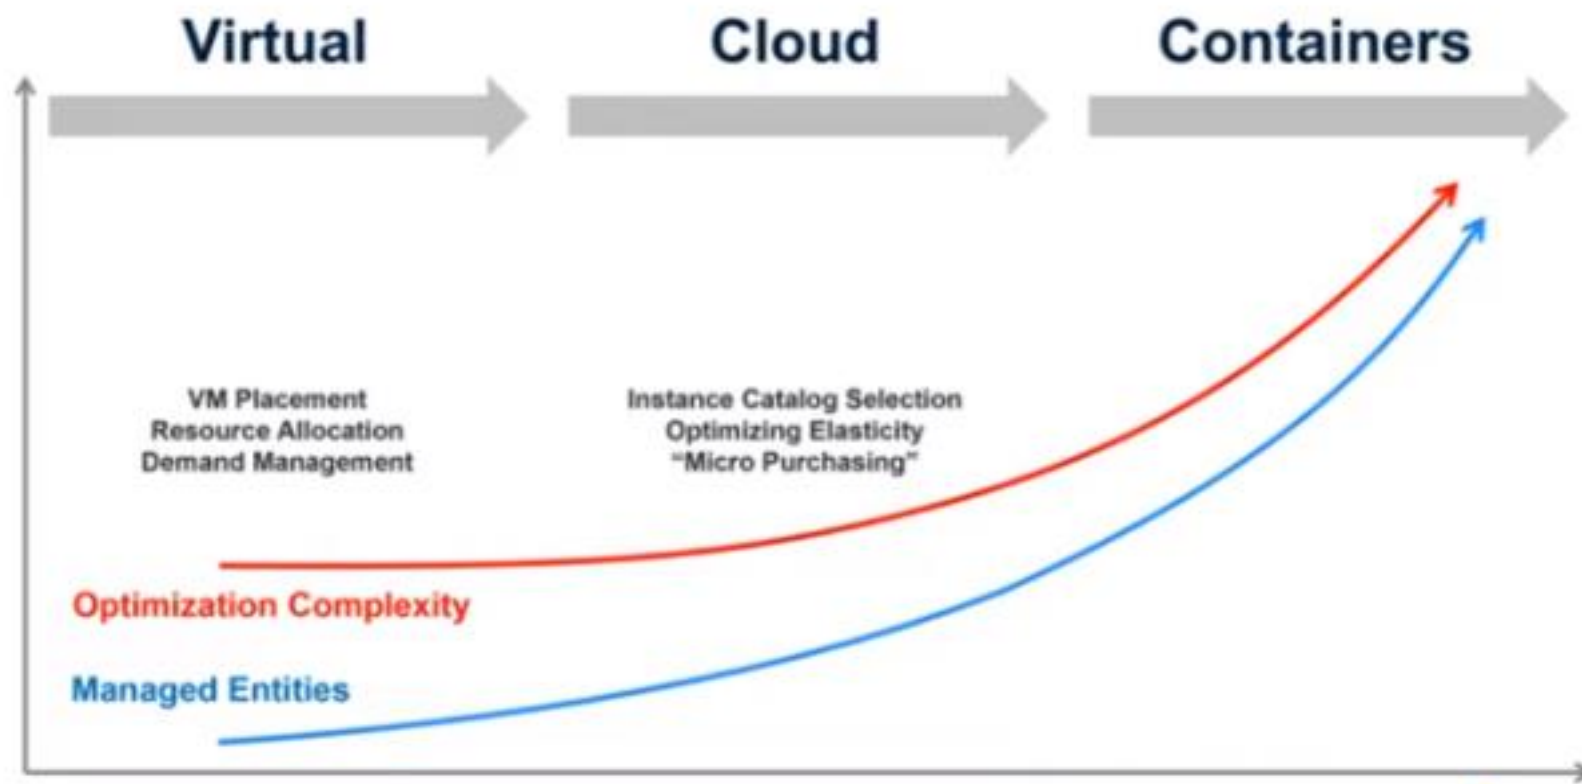 Virtual
Cloud
Containers
VM Placement
Resource Allocation
Demand Management
Instance Catalog Selection
Optimizing Elasticity
“Micro Purchasing”
Optimization Complexity
Managed Entities